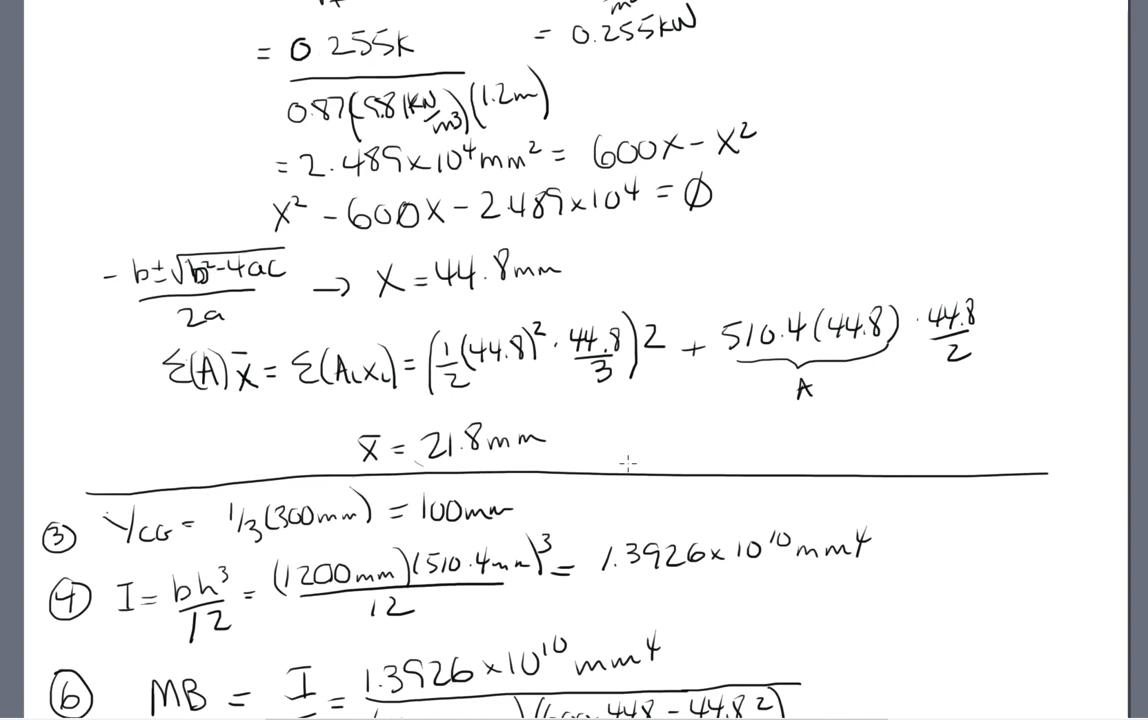 = 0.255kN
= 0 255k
0.87(9.81kN/m3)(1.2m)
= 2.489x10⁴mm² = 600x - x²
x² - 600x - 2.489x10⁴ = ∅
- b±√b²-4ac / 2a → x = 44.8mm
Σ(A)x̄ = Σ(AᵢXᵢ) = (1/2(44.8)² · 44.8/3)2 + 510.4(44.8) · 44.8/2
A
x̄ = 21.8mm
③ YCG = 1/3(300mm) = 100mm
④ I = bh³/12 = (1200mm)(510.4mm)³/12 = 1.3926x10¹⁰mm4
⑥ MB = I = 1.3926x10¹⁰mm4